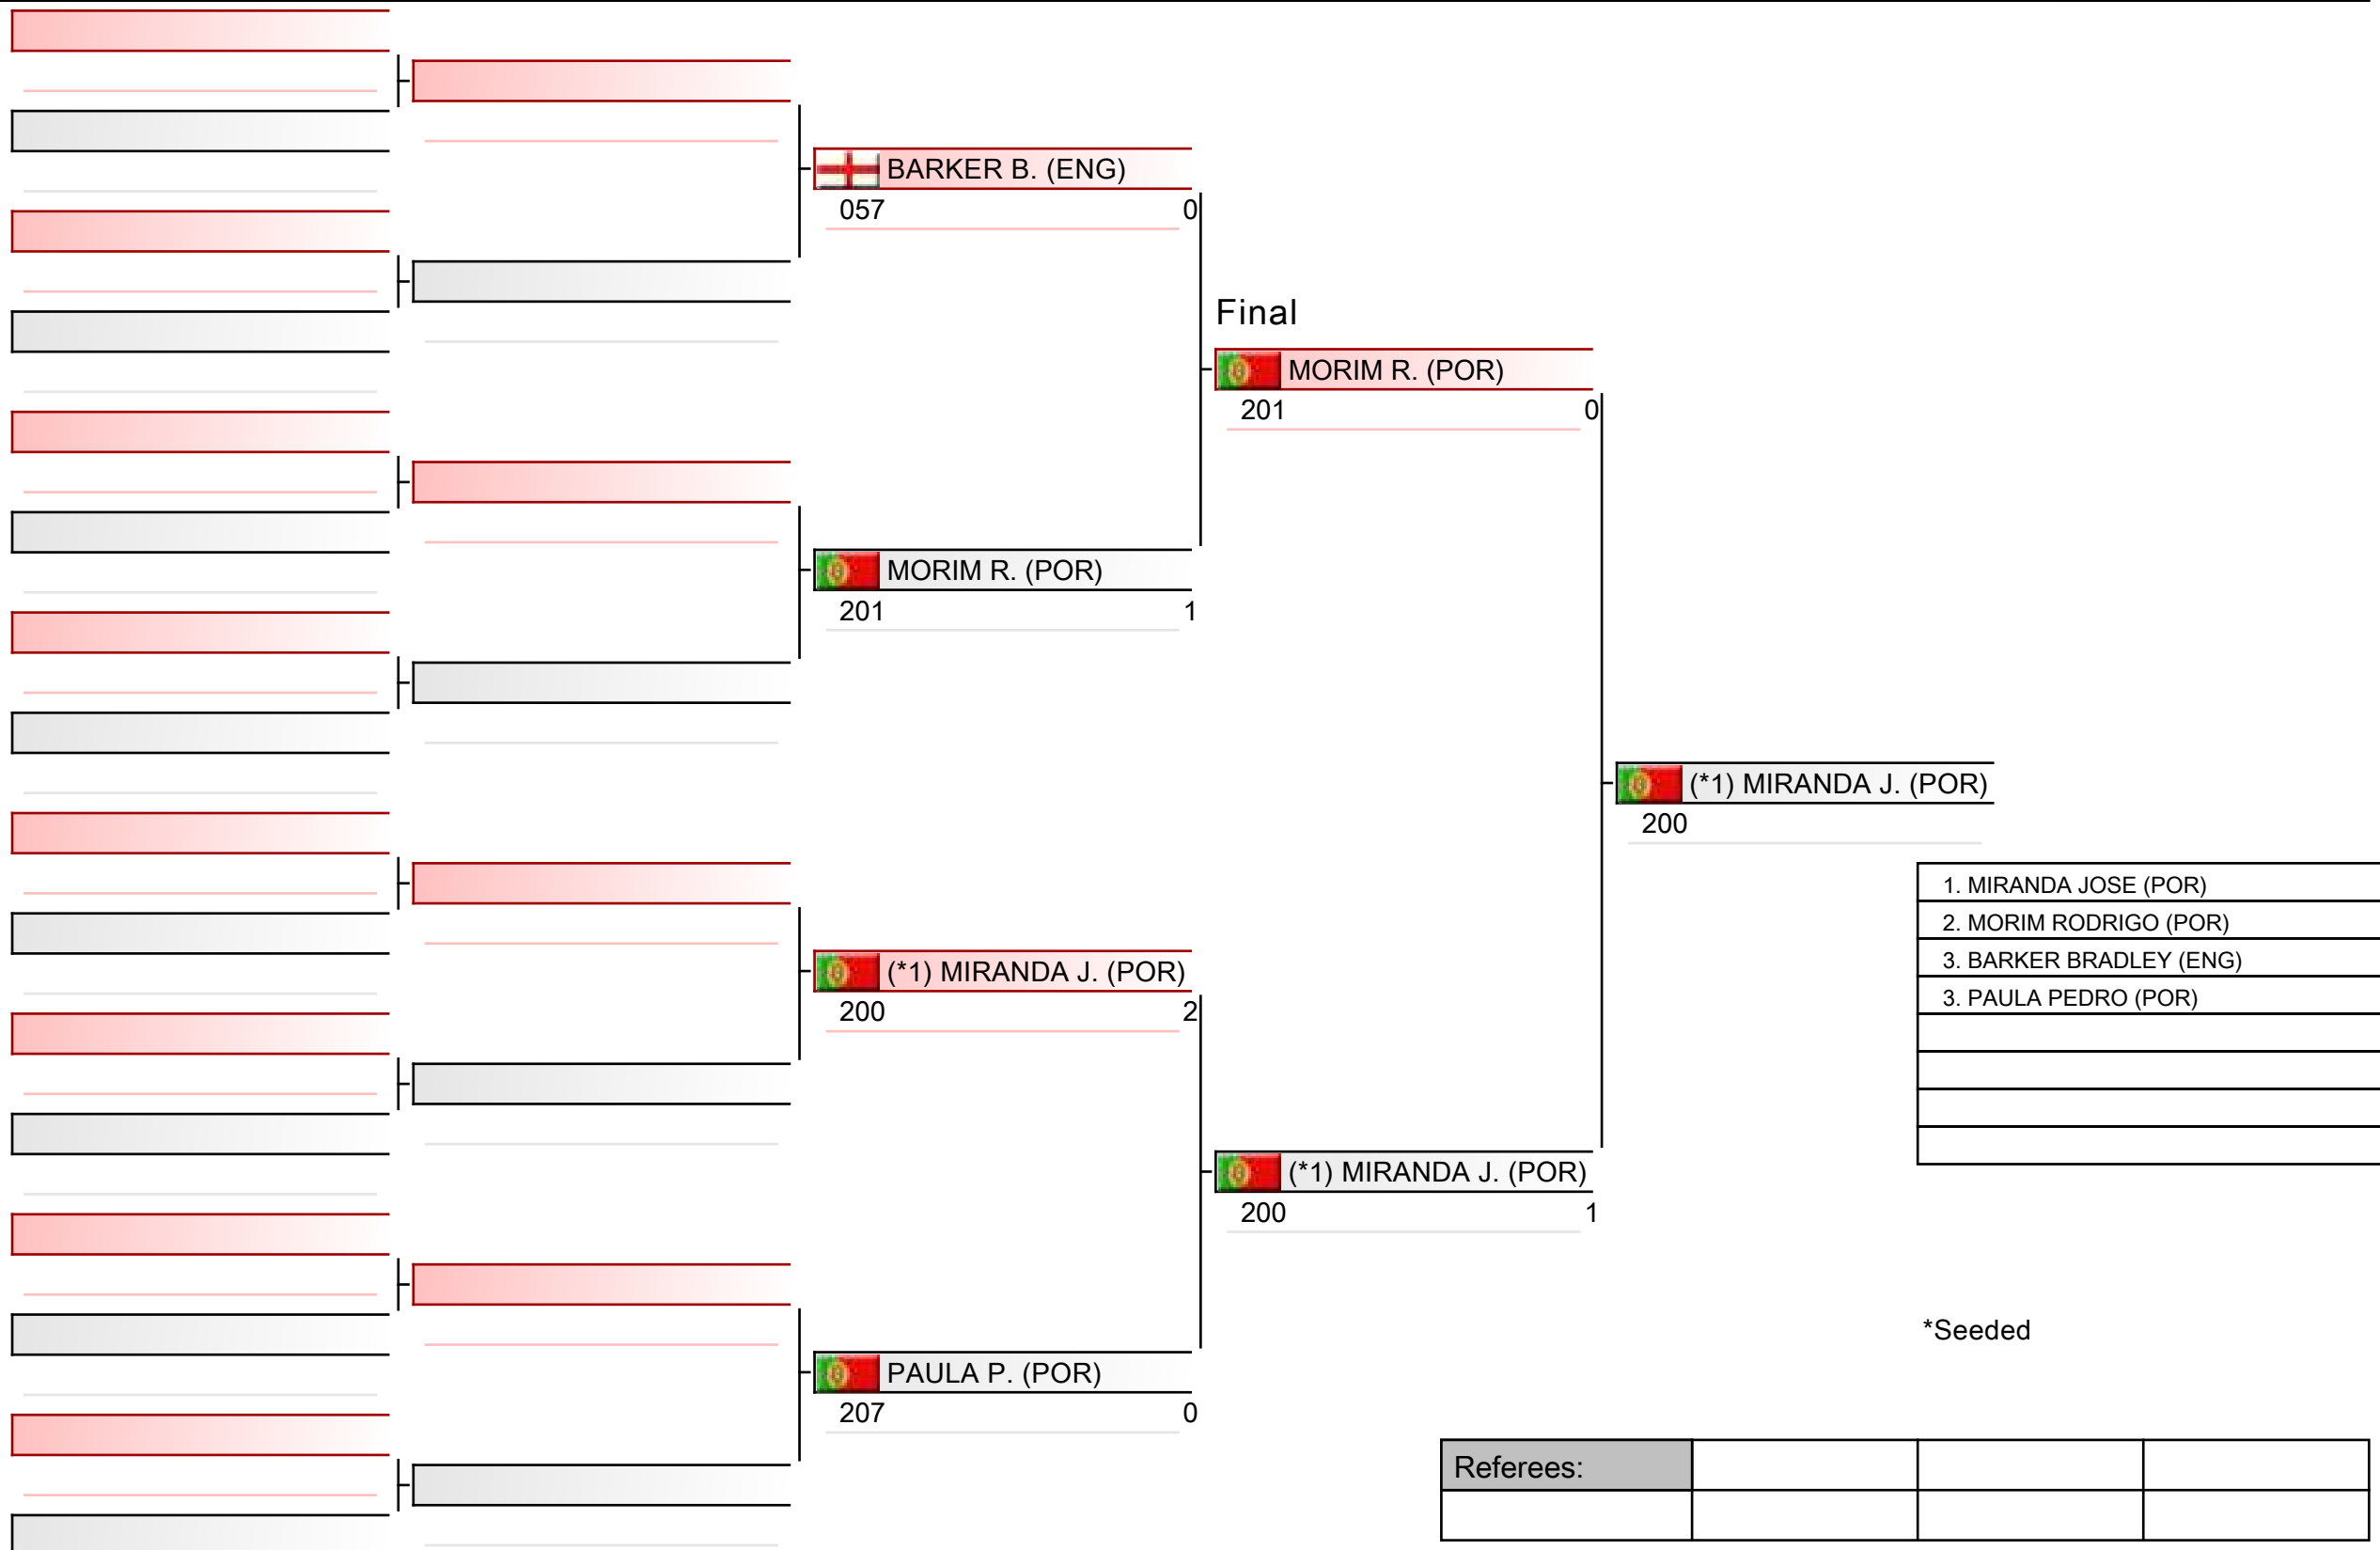 BARKER B. (ENG)
057 0
Final
MORIM R. (POR)
201 0
MORIM R. (POR)
201 1
(*1) MIRANDA J. (POR)
200
1. MIRANDA JOSE (POR)
2. MORIM RODRIGO (POR)
3. BARKER BRADLEY (ENG)
3. PAULA PEDRO (POR)
(*1) MIRANDA J. (POR)
200 2
(*1) MIRANDA J. (POR)
200 1
*Seeded
PAULA P. (POR)
207 0
Referees: